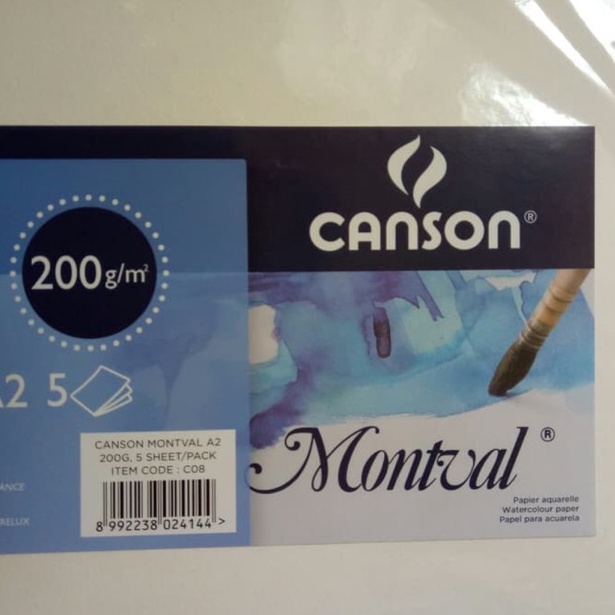 CANSON®
200g/m²
A2 5
CANSON MONTVAL A2
200G, 5 SHEET/PACK
ITEM CODE : C08
8 992238 024144 >
Montval ®
Papier aquarelle
Watercolour paper
Papel para acuarela